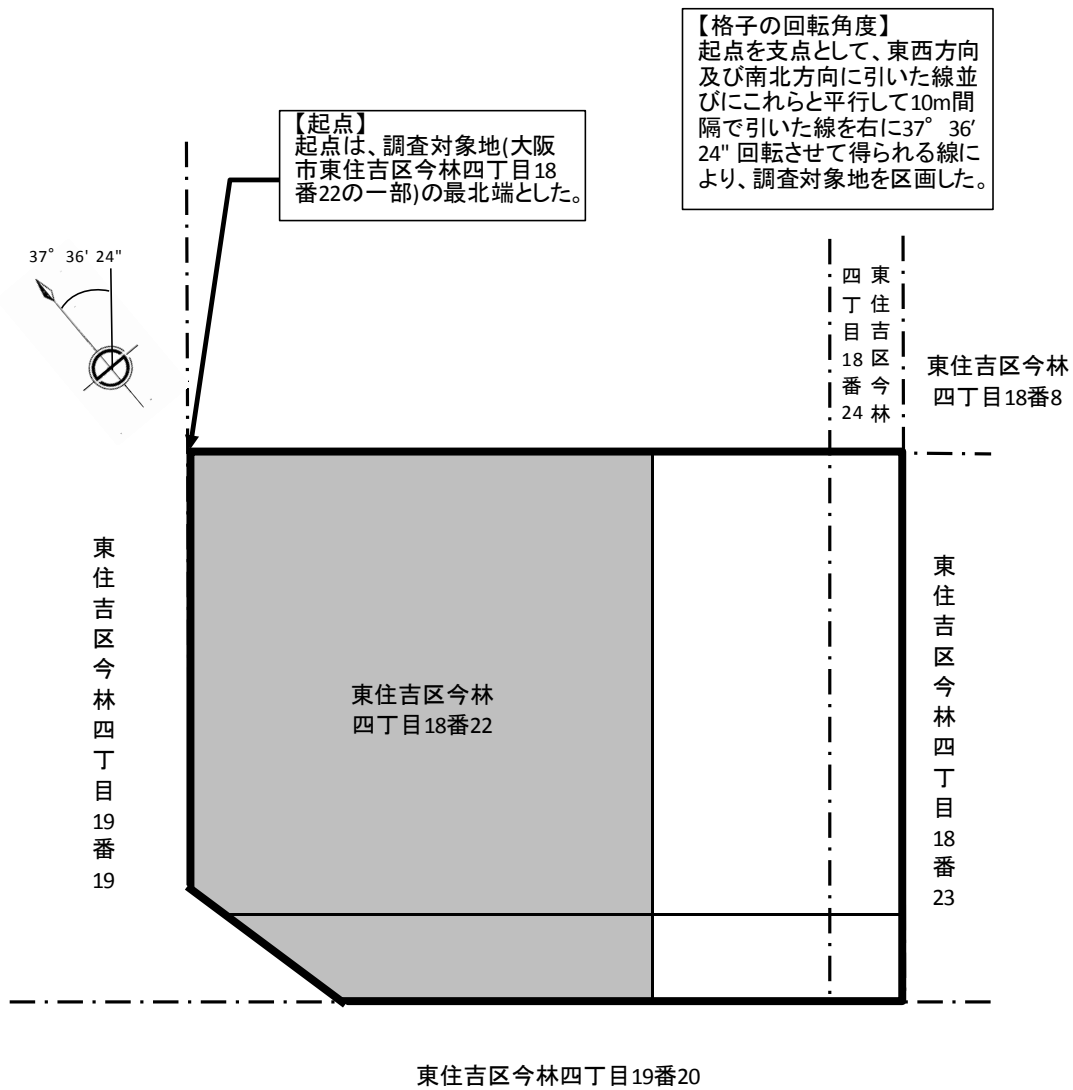 【格子の回転角度】
起点を支点として、東西方向
及び南北方向に引いた線並
びにこれらと平行して10m間
隔で引いた線を右に37° 36′
24" 回転させて得られる線に
より、調査対象地を区画した。
【起点】
起点は、調査対象地(大阪
市東住吉区今林四丁目18
番22の一部)の最北端とした。
37° 36' 24"
東住吉区今林
四丁目18番24
東住吉区今林
四丁目18番8
東住吉区今林四丁目19番19
東住吉区今林
四丁目18番22
東住吉区今林四丁目18番23
東住吉区今林四丁目19番20